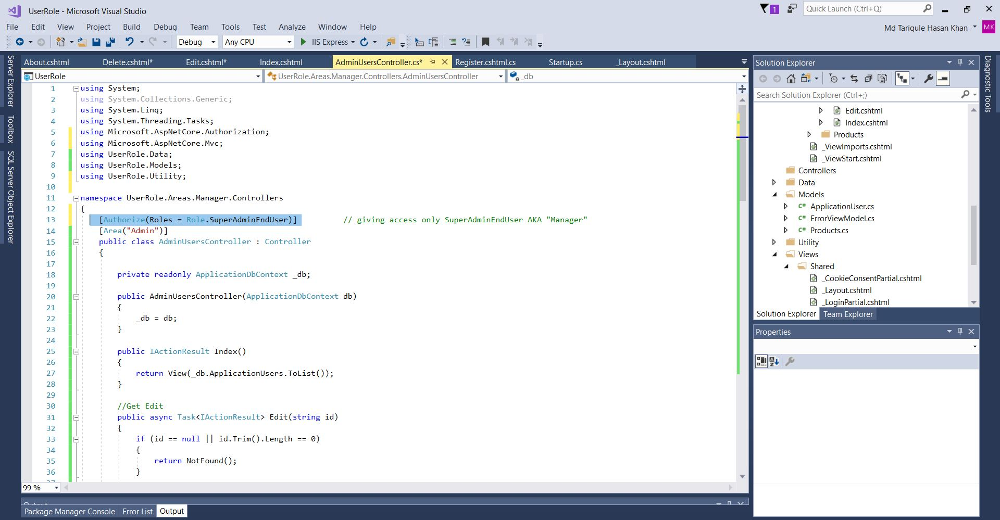 UserRole - Microsoft Visual Studio
1
Quick Launch (Ctrl+Q)
File Edit View Project Build Debug Team Tools Test Analyze Window Help
Md Tariqule Hasan Khan MK
Debug Any CPU IIS Express
Server Explorer
Toolbox
SQL Server Object Explorer
About.cshtml Delete.cshtml* Edit.cshtml* Index.cshtml AdminUsersController.cs* Register.cshtml.cs Startup.cs _Layout.cshtml
UserRole UserRole.Areas.Manager.Controllers.AdminUsersController _db
1 using System;
2 using System.Collections.Generic;
3 using System.Linq;
4 using System.Threading.Tasks;
5 using Microsoft.AspNetCore.Authorization;
6 using Microsoft.AspNetCore.Mvc;
7 using UserRole.Data;
8 using UserRole.Models;
9 using UserRole.Utility;
10
11 namespace UserRole.Areas.Manager.Controllers
12 {
13 [Authorize(Roles = Role.SuperAdminEndUser)] // giving access only SuperAdminEndUser AKA "Manager"
14 [Area("Admin")]
15 public class AdminUsersController : Controller
16 {
17
18 private readonly ApplicationDbContext _db;
19
20 public AdminUsersController(ApplicationDbContext db)
21 {
22 _db = db;
23 }
24
25 public IActionResult Index()
26 {
27 return View(_db.ApplicationUsers.ToList());
28 }
29
30 //Get Edit
31 public async Task<IActionResult> Edit(string id)
32 {
33 if (id == null || id.Trim().Length == 0)
34 {
35 return NotFound();
36 }
99 %
Output
Package Manager Console Error List Output
Solution Explorer
Search Solution Explorer (Ctrl+;)
Edit.cshtml
Index.cshtml
Products
_ViewImports.cshtml
_ViewStart.cshtml
Controllers
Data
Models
C# ApplicationUser.cs
C# ErrorViewModel.cs
C# Products.cs
Utility
Views
Shared
_CookieConsentPartial.cshtml
_Layout.cshtml
_LoginPartial.cshtml
Solution Explorer Team Explorer
Properties
Diagnostic Tools